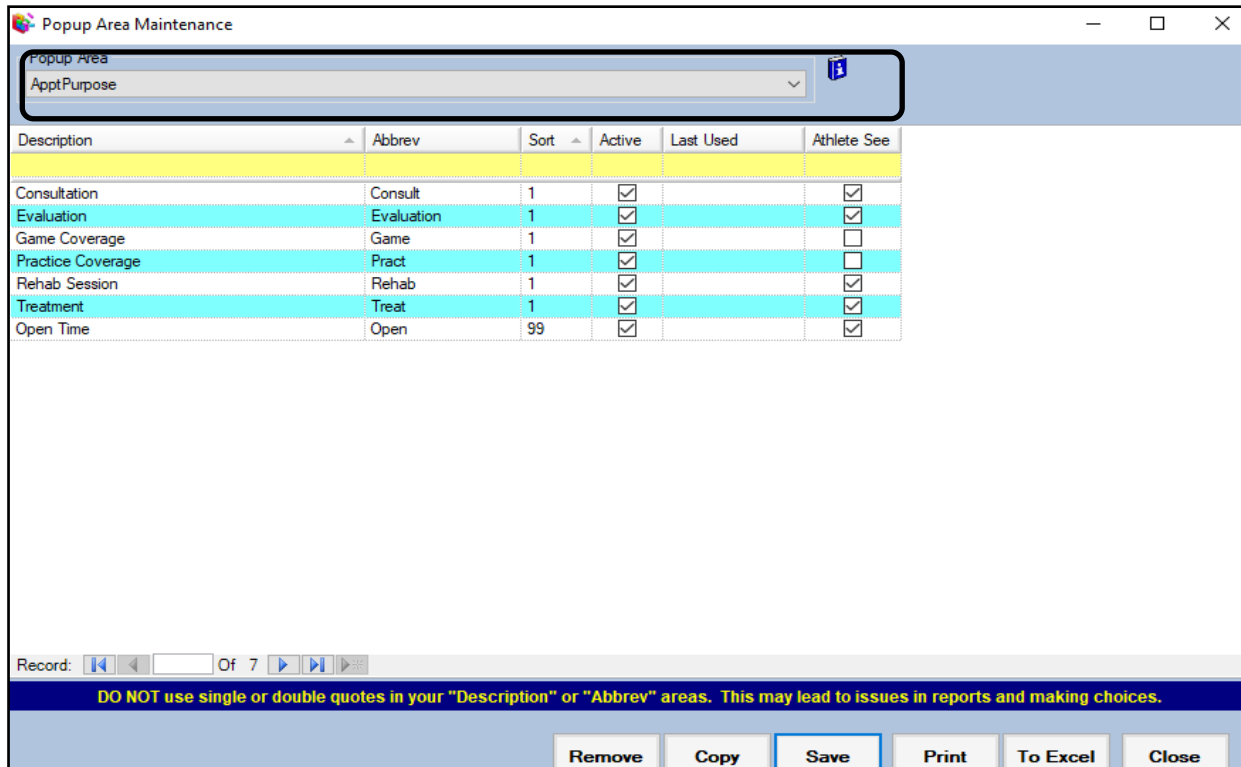 Popup Area Maintenance
Popup Area
ApptPurpose
Description Abbrev Sort Active Last Used Athlete See
Consultation Consult 1
Evaluation Evaluation 1
Game Coverage Game 1
Practice Coverage Pract 1
Rehab Session Rehab 1
Treatment Treat 1
Open Time Open 99
Record: Of 7
DO NOT use single or double quotes in your "Description" or "Abbrev" areas. This may lead to issues in reports and making choices.
Remove Copy Save Print To Excel Close